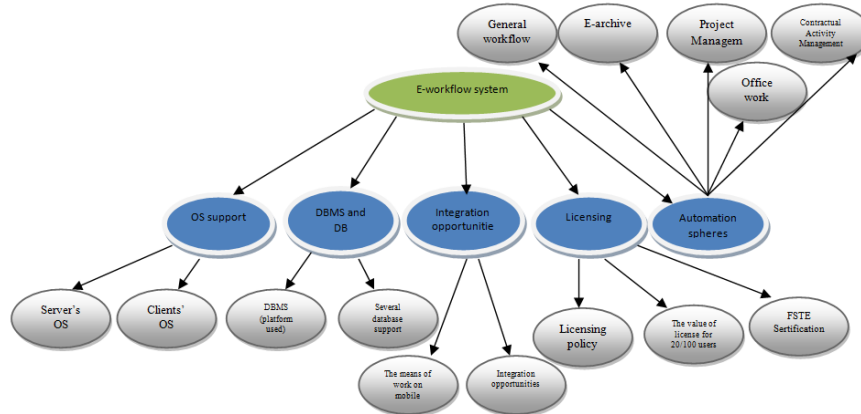 General
workflow
E-archive
Project
Managem
Contractual
Activity
Management
Office
work
E-workflow system
OS support
DBMS and
DB
Integration
opportunitie
Licensing
Automation
spheres
Server's
OS
Clients'
OS
DBMS
(platform
used)
Several
database
support
Licensing
policy
The value of
license for
20/100 users
FSTE
Sertification
The means of
work on
mobile
Integration
opportunities